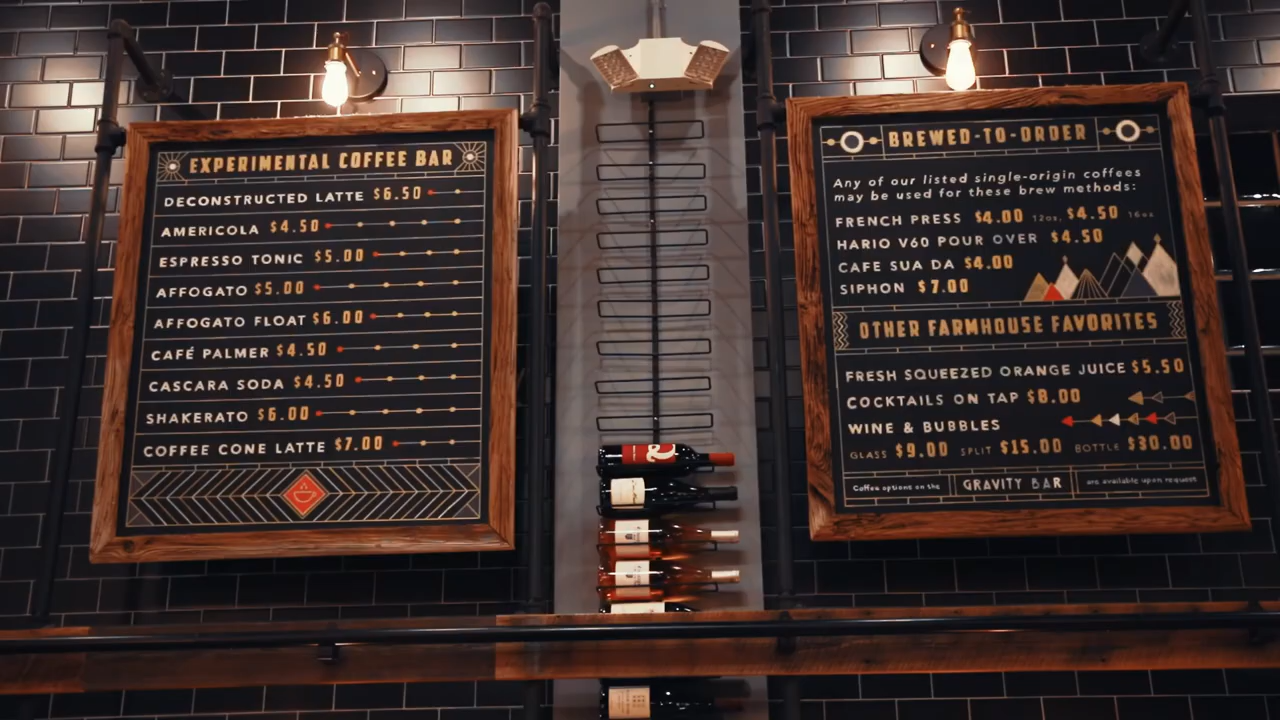 EXPERIMENTAL COFFEE BAR
DECONSTRUCTED LATTE $6.50
AMERICOLA $4.50
ESPRESSO TONIC $5.00
AFFOGATO $5.00
AFFOGATO FLOAT $6.00
CAFÉ PALMER $4.50
CASCARA SODA $4.50
SHAKERATO $6.00
COFFEE CONE LATTE $7.00
BREWED-TO-ORDER
Any of our listed single-origin coffees
may be used for these brew methods:
FRENCH PRESS $4.00 12oz, $4.50 16oz
HARIO V60 POUR OVER $4.50
CAFE SUA DA $4.00
SIPHON $7.00
OTHER FARMHOUSE FAVORITES
FRESH SQUEEZED ORANGE JUICE $5.50
COCKTAILS ON TAP $8.00
WINE & BUBBLES
GLASS $9.00 SPLIT $15.00 BOTTLE $30.00
Coffee options on the GRAVITY BAR are available upon request